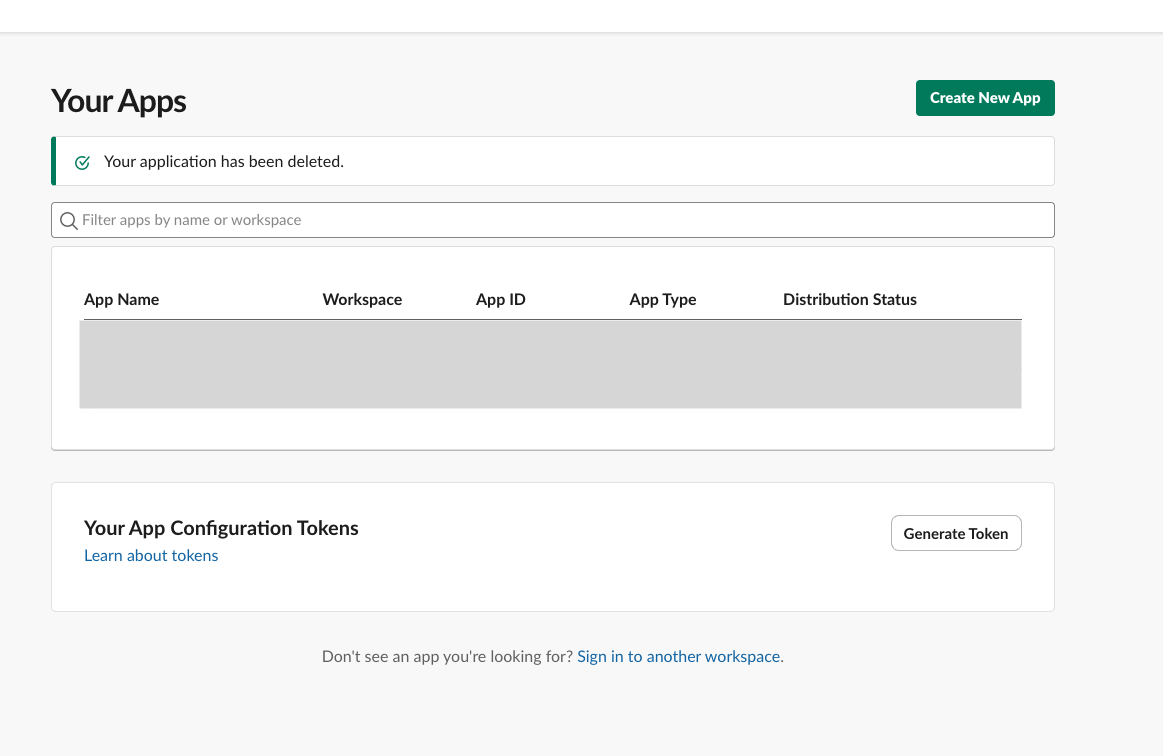 Your Apps
Create New App
Your application has been deleted.
Filter apps by name or workspace
App Name Workspace App ID App Type Distribution Status
Your App Configuration Tokens
Learn about tokens
Generate Token
Don't see an app you're looking for? Sign in to another workspace.